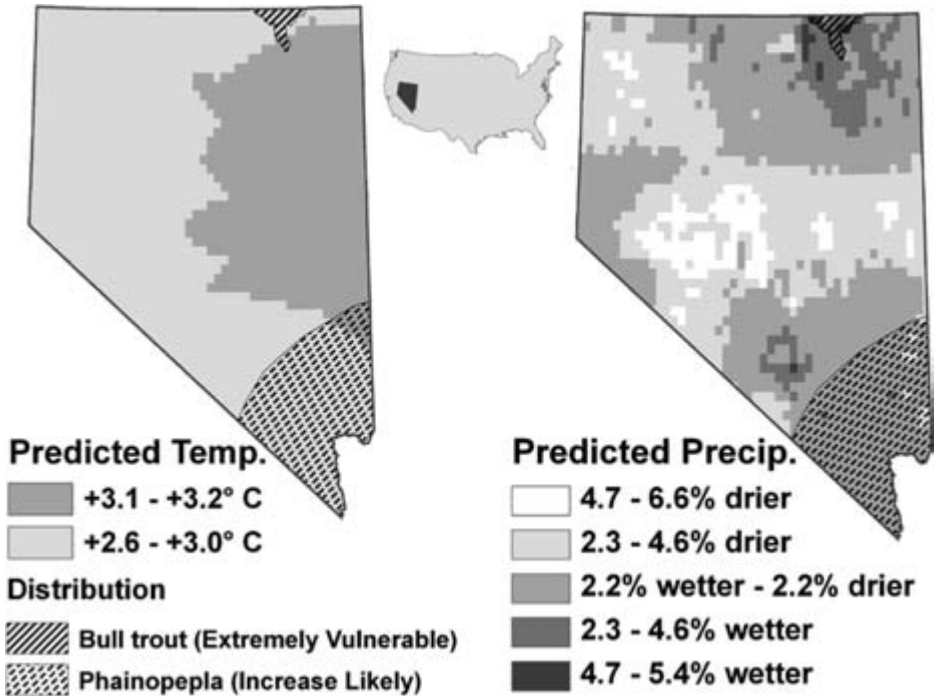 Predicted Temp.
+3.1 - +3.2° C
+2.6 - +3.0° C
Distribution
Bull trout (Extremely Vulnerable)
Phainopepla (Increase Likely)
Predicted Precip.
4.7 - 6.6% drier
2.3 - 4.6% drier
2.2% wetter - 2.2% drier
2.3 - 4.6% wetter
4.7 - 5.4% wetter